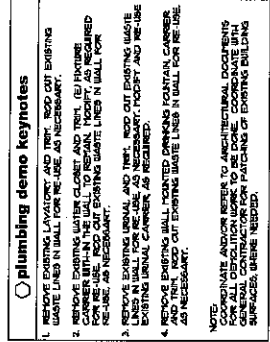 plumbing demo keynotes
1. REMOVE EXISTING LAVATORY AND TRIM. ROD OUT EXISTING
WASTE LINES IN WALL FOR RE-USE, AS NECESSARY.
2. REMOVE EXISTING WATER CLOSET AND TRIM. (E) FIXTURE
CARRIER WITH-IN THE WALL TO REMAIN. MODIFY, AS REQUIRED
FOR RE-USE. ROD OUT EXISTING WASTE LINES IN WALL FOR
RE-USE, AS NECESSARY.
3. REMOVE EXISTING URINAL AND TRIM. ROD OUT EXISTING WASTE
LINES IN WALL FOR RE-USE, AS NECESSARY. MODIFY AND RE-USE
EXISTING URINAL CARRIER, AS REQUIRED.
4. REMOVE EXISTING WALL MOUNTED DRINKING FOUNTAIN, CARRIER
AND TRIM. ROD OUT EXISTING WASTE LINES IN WALL FOR RE-USE,
AS NECESSARY.
NOTE:
COORDINATE AND/OR REFER TO ARCHITECTURAL DOCUMENTS
FOR ALL DEMOLITION WORK TO BE DONE. COORDINATE WITH
GENERAL CONTRACTOR FOR PATCHING OF EXISTING BUILDING
SURFACES, WHERE NEEDED.